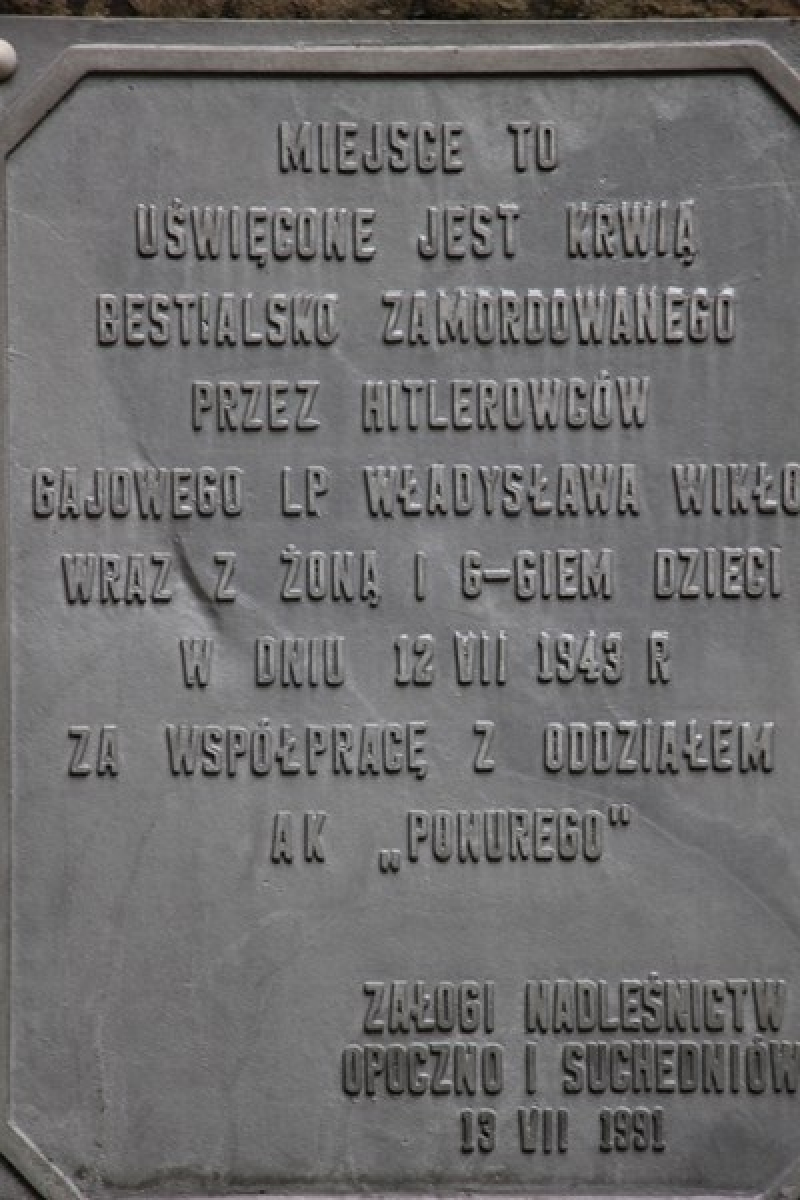 MIEJSCE TO
UŚWIĘCONE JEST KRWIĄ
BESTIALSKO ZAMORDOWANEGO
PRZEZ HITLEROWCÓW
GAJOWEGO LP WŁADYSŁAWA WIKŁO
WRAZ Z ŻONĄ I 6-GIEM DZIECI
W DNIU 12 VII 1943 R
ZA WSPÓŁPRACĘ Z ODDZIAŁEM
AK „PONUREGO"
ZAŁOGI NADLEŚNICTW
OPOCZNO I SUCHEDNIÓW
13 VII 1991